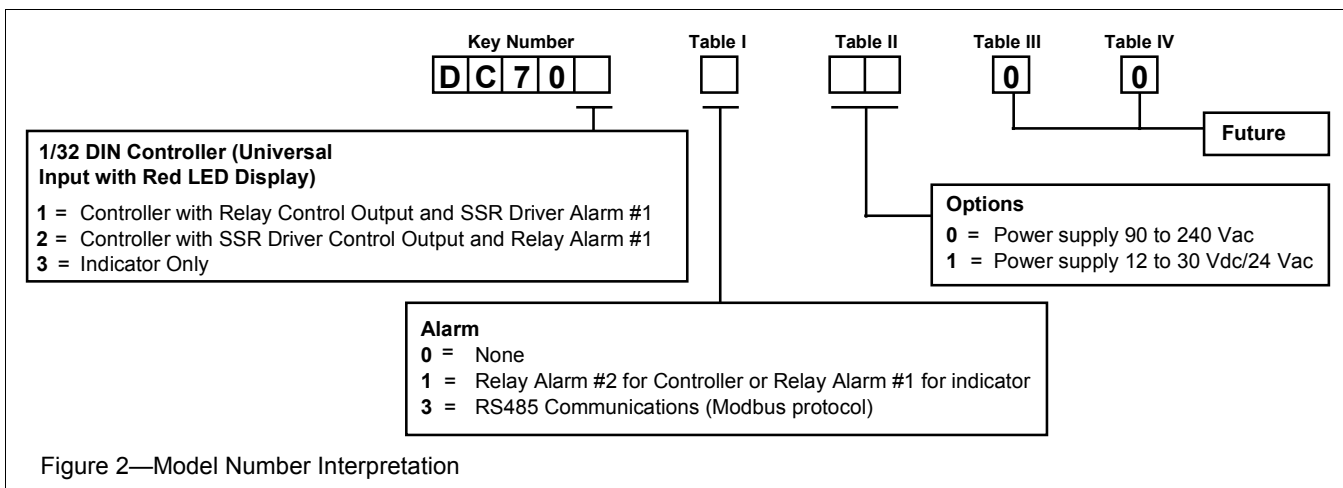 Key Number Table I Table II Table III Table IV
D C 7 0 0 0
1/32 DIN Controller (Universal
Input with Red LED Display)
1 = Controller with Relay Control Output and SSR Driver Alarm #1
2 = Controller with SSR Driver Control Output and Relay Alarm #1
3 = Indicator Only
Future
Options
0 = Power supply 90 to 240 Vac
1 = Power supply 12 to 30 Vdc/24 Vac
Alarm
0 = None
1 = Relay Alarm #2 for Controller or Relay Alarm #1 for indicator
3 = RS485 Communications (Modbus protocol)
Figure 2—Model Number Interpretation